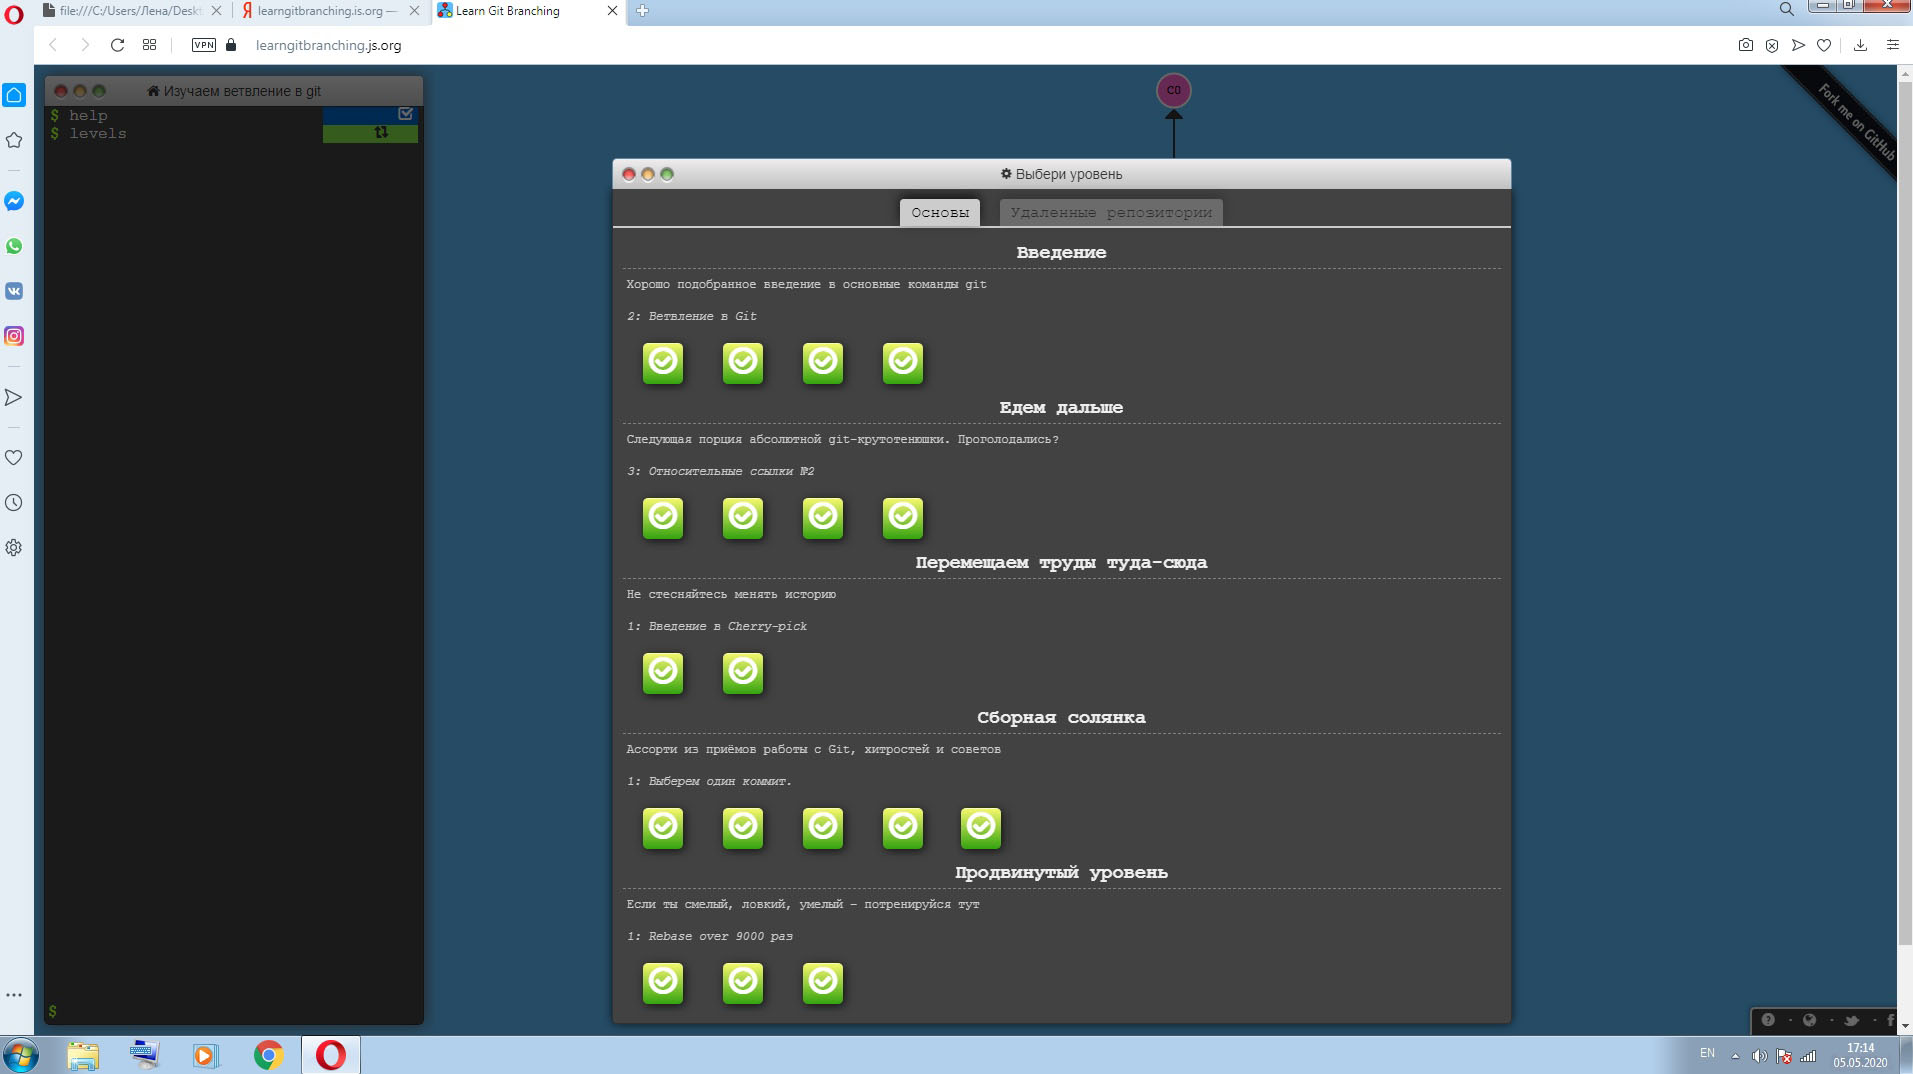 file:///C:/Users/Лена/Deskt
learngitbranching.is.org —
Learn Git Branching
VPN
learngitbranching.js.org
Изучаем ветвление в git
$ help
$ levels
$
C0
Fork me on GitHub
Выбери уровень
Основы
Удаленные репозитории
Введение
Хорошо подобранное введение в основные команды git
2: Ветвление в Git
Едем дальше
Следующая порция абсолютной git-крутотенюшки. Проголодались?
3: Относительные ссылки №2
Перемещаем труды туда-сюда
Не стесняйтесь менять историю
1: Введение в Cherry-pick
Сборная солянка
Ассорти из приёмов работы с Git, хитростей и советов
1: Выберем один коммит.
Продвинутый уровень
Если ты смелый, ловкий, умелый - потренируйся тут
1: Rebase over 9000 раз
EN
17:14
05.05.2020